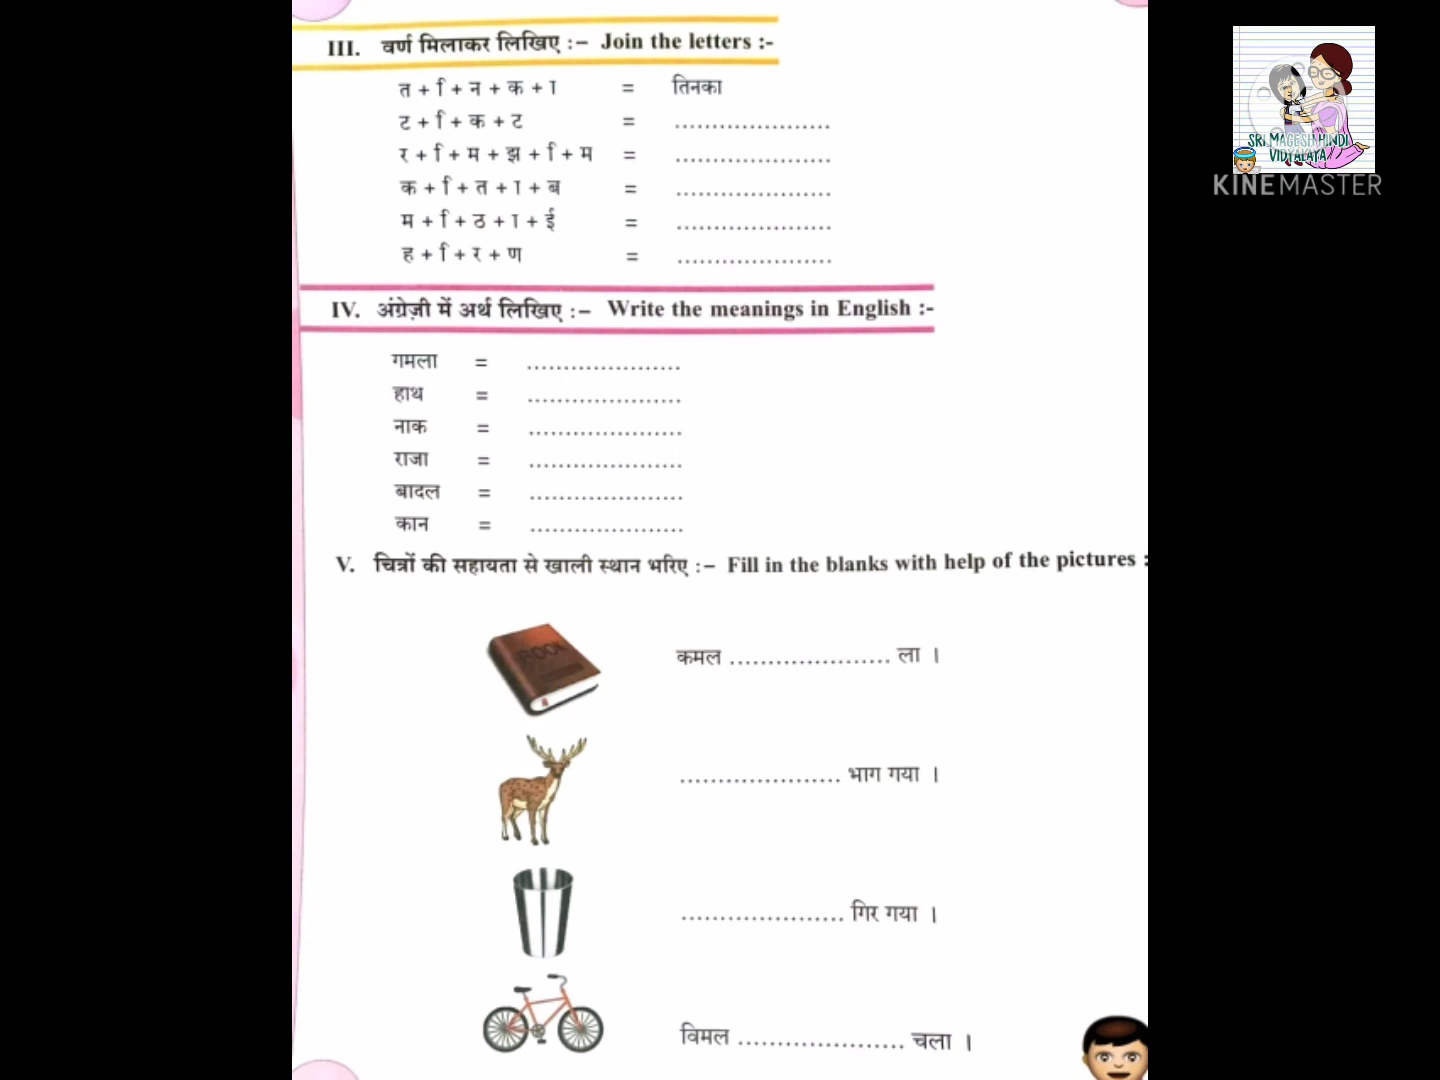 III. वर्ण मिलाकर लिखिए :– Join the letters :-
त + ि + न + क + ा = तिनका
ट + ि + क + ट = .....................
र + ि + म + झ + ि + म = .....................
क + ि + त + ा + ब = .....................
म + ि + ठ + ा + ई = .....................
ह + ि + र + ण = .....................
IV. अंग्रेज़ी में अर्थ लिखिए :– Write the meanings in English :-
गमला = .....................
हाथ = .....................
नाक = .....................
राजा = .....................
बादल = .....................
कान = .....................
V. चित्रों की सहायता से खाली स्थान भरिए :– Fill in the blanks with help of the pictures :
BOOK
कमल ..................... ला ।
..................... भाग गया ।
..................... गिर गया ।
विमल ..................... चला ।
SRI MAGESH HINDI
VIDYALAYA
KINEMASTER